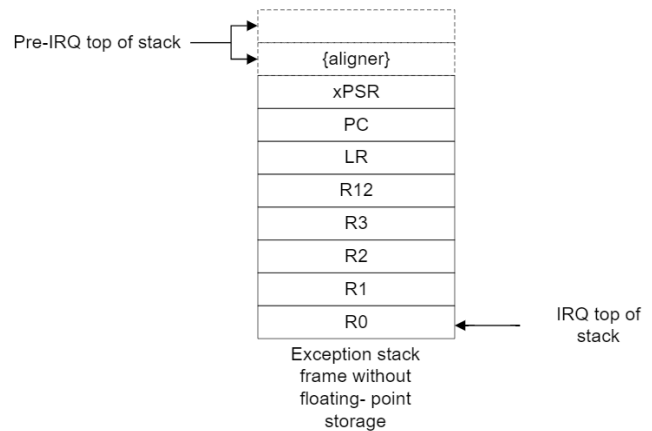 Pre-IRQ top of stack
{aligner}
xPSR
PC
LR
R12
R3
R2
R1
R0
IRQ top of
stack
Exception stack
frame without
floating- point
storage